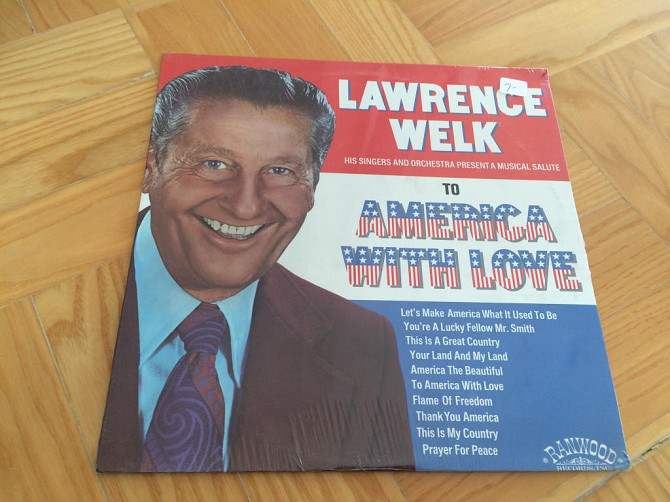 LAWRENCE
WELK
HIS SINGERS AND ORCHESTRA PRESENT A MUSICAL SALUTE
TO
AMERICA
WITH LOVE
Let's Make America What It Used To Be
You're A Lucky Fellow Mr. Smith
This Is A Great Country
Your Land And My Land
America The Beautiful
To America With Love
Flame Of Freedom
Thank You America
This Is My Country
Prayer For Peace
RANWOOD
RECORDS, INC.